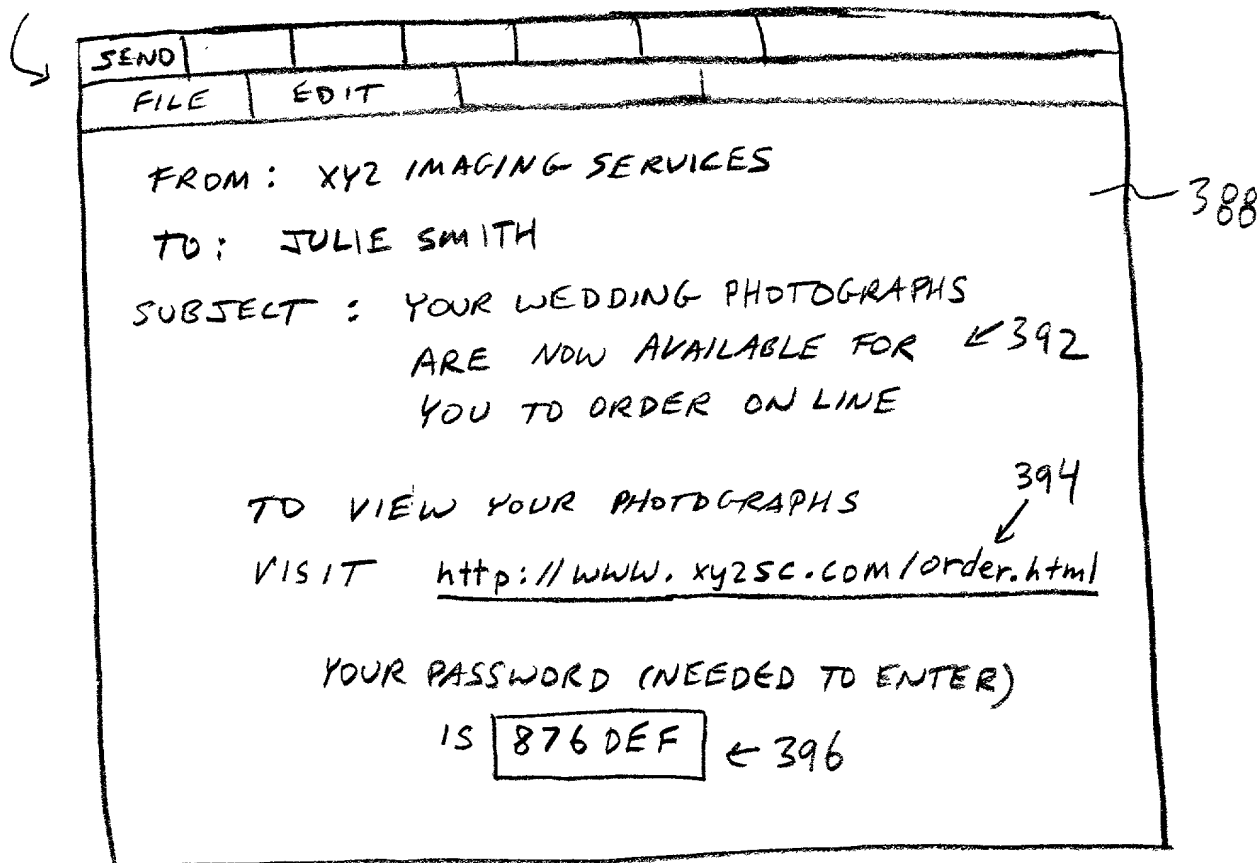 SEND
FILE EDIT
FROM: XYZ IMAGING SERVICES
388
TO: JULIE SMITH
SUBJECT: YOUR WEDDING PHOTOGRAPHS
ARE NOW AVAILABLE FOR 392
YOU TO ORDER ON LINE
394
TO VIEW YOUR PHOTOGRAPHS
VISIT http://www.xyzsc.com/order.html
YOUR PASSWORD (NEEDED TO ENTER)
IS 876DEF 396